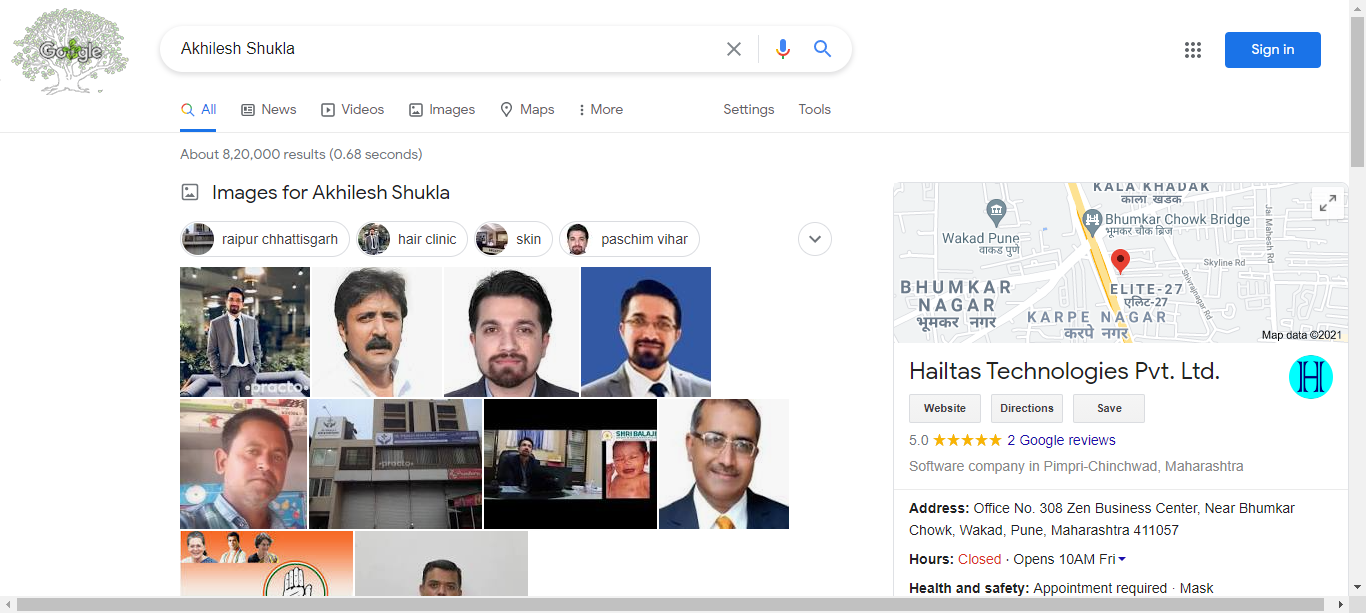 Google
Akhilesh Shukla
Sign in
All
News
Videos
Images
Maps
More
Settings
Tools
About 8,20,000 results (0.68 seconds)
Images for Akhilesh Shukla
raipur chhattisgarh
hair clinic
skin
paschim vihar
•practo•
•practo•
SHRI BALAJI
KALA KHADAK
काला खडक
Bhumkar Chowk Bridge
भूमकर चौक ब्रिज
Wakad Pune
वाकड पुणे
Jai Mahesh Rd
Skyline Rd
Shivajinagar Rd
ELITE-27
एलिट-27
BHUMKAR
NAGAR
भूमकर नगर
KARPE NAGAR
करपे नगर
Map data ©2021
Hailtas Technologies Pvt. Ltd.
H
Website
Directions
Save
5.0
2 Google reviews
Software company in Pimpri-Chinchwad, Maharashtra
Address: Office No. 308 Zen Business Center, Near Bhumkar
Chowk, Wakad, Pune, Maharashtra 411057
Hours: Closed · Opens 10AM Fri
Health and safety: Appointment required · Mask